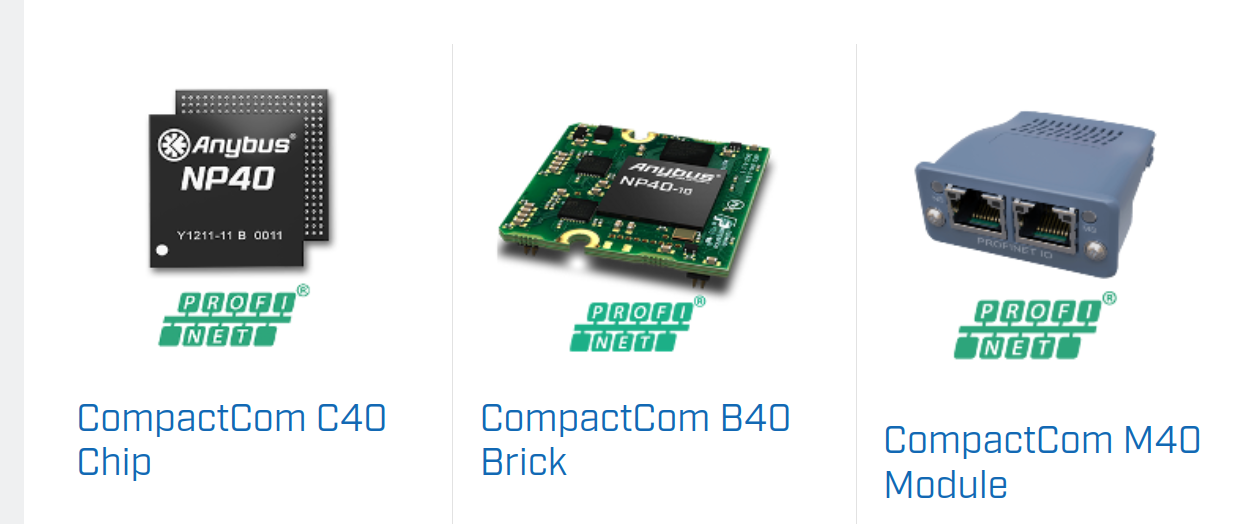 Anybus®
NP40
Y1211-11 B 0011
PROFI®
NET
CompactCom C40
Chip
Anybus®
NP40-10
PROFI®
NET
CompactCom B40
Brick
PROFINET IO
PROFI®
NET
CompactCom M40
Module